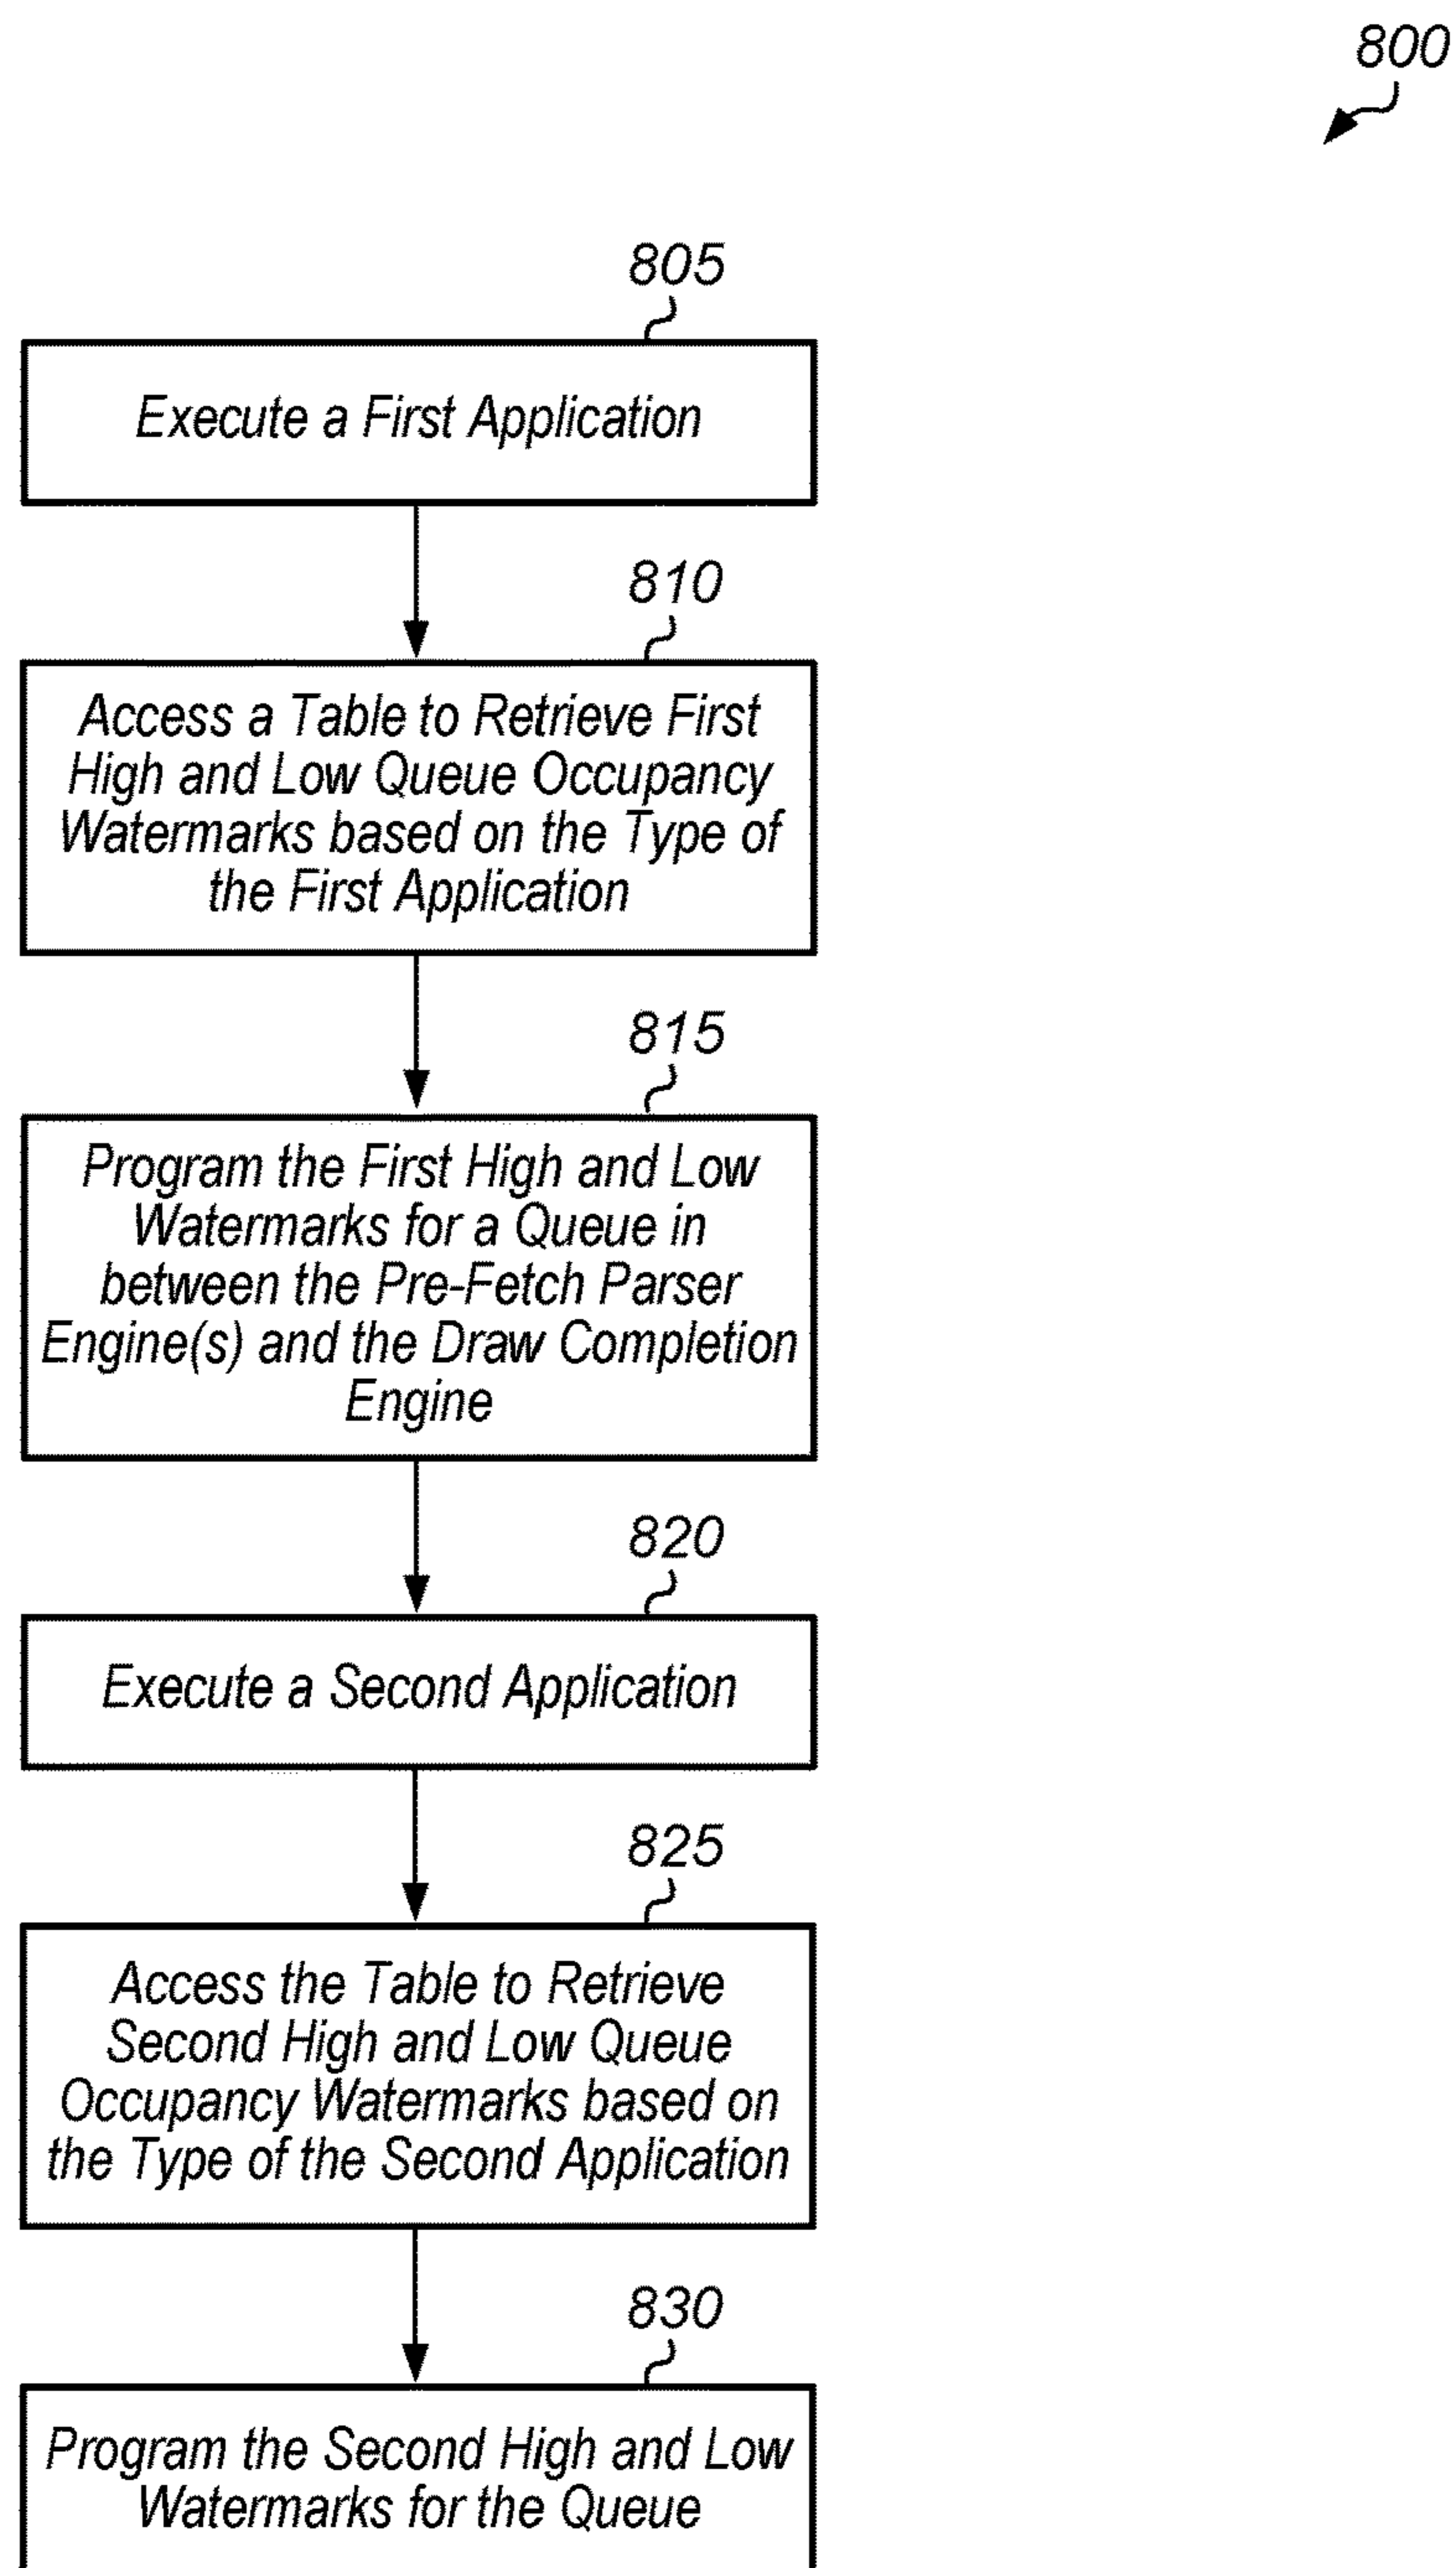 800
805
Execute a First Application
810
Access a Table to Retrieve First
High and Low Queue Occupancy
Watermarks based on the Type of
the First Application
815
Program the First High and Low
Watermarks for a Queue in
between the Pre-Fetch Parser
Engine(s) and the Draw Completion
Engine
820
Execute a Second Application
825
Access the Table to Retrieve
Second High and Low Queue
Occupancy Watermarks based on
the Type of the Second Application
830
Program the Second High and Low
Watermarks for the Queue